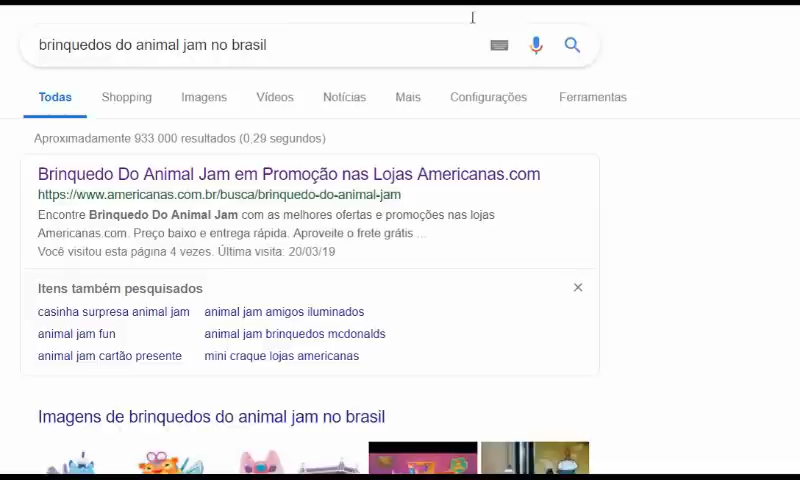 brinquedos do animal jam no brasil
Todas Shopping Imagens Vídeos Notícias Mais Configurações Ferramentas
Aproximadamente 933 000 resultados (0,29 segundos)
Brinquedo Do Animal Jam em Promoção nas Lojas Americanas.com
https://www.americanas.com.br/busca/brinquedo-do-animal-jam
Encontre Brinquedo Do Animal Jam com as melhores ofertas e promoções nas lojas
Americanas.com. Preço baixo e entrega rápida. Aproveite o frete grátis ...
Você visitou esta página 4 vezes. Última visita: 20/03/19
Itens também pesquisados
casinha surpresa animal jam animal jam amigos iluminados
animal jam fun animal jam brinquedos mcdonalds
animal jam cartão presente mini craque lojas americanas
Imagens de brinquedos do animal jam no brasil